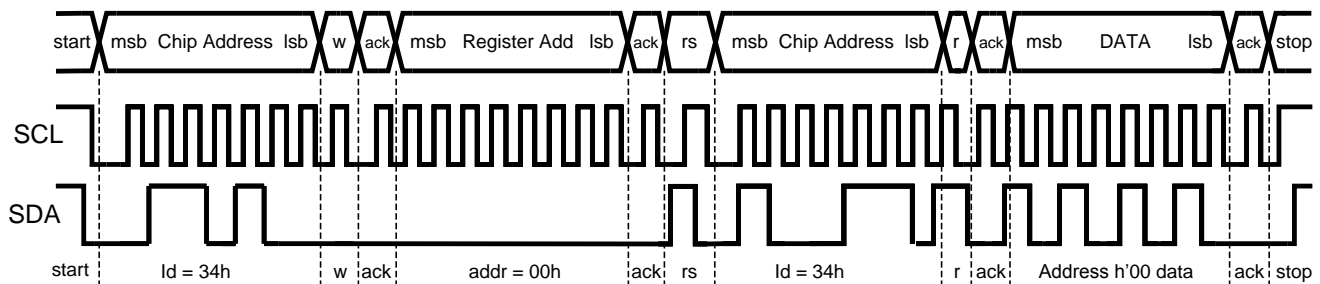 start msb Chip Address lsb w ack msb Register Add lsb ack rs msb Chip Address lsb r ack msb DATA lsb ack stop
SCL
SDA
start Id = 34h w ack addr = 00h ack rs Id = 34h r ack Address h'00 data ack stop